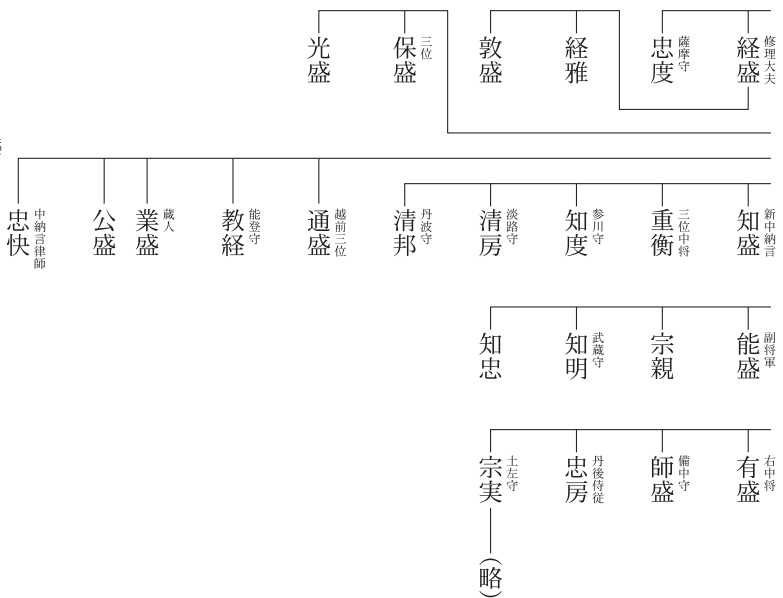 修理大夫
経盛
薩摩守
忠度
経雅
敦盛
三位
保盛
光盛
新中納言
知盛
三位中将
重衡
参川守
知度
淡路守
清房
丹波守
清邦
越前三位
通盛
能登守
教経
蔵人
業盛
公盛
中納言律師
忠快
副将軍
能盛
宗親
武蔵守
知明
知忠
右中将
有盛
備中守
師盛
丹後侍従
忠房
土左守
宗実
(略)